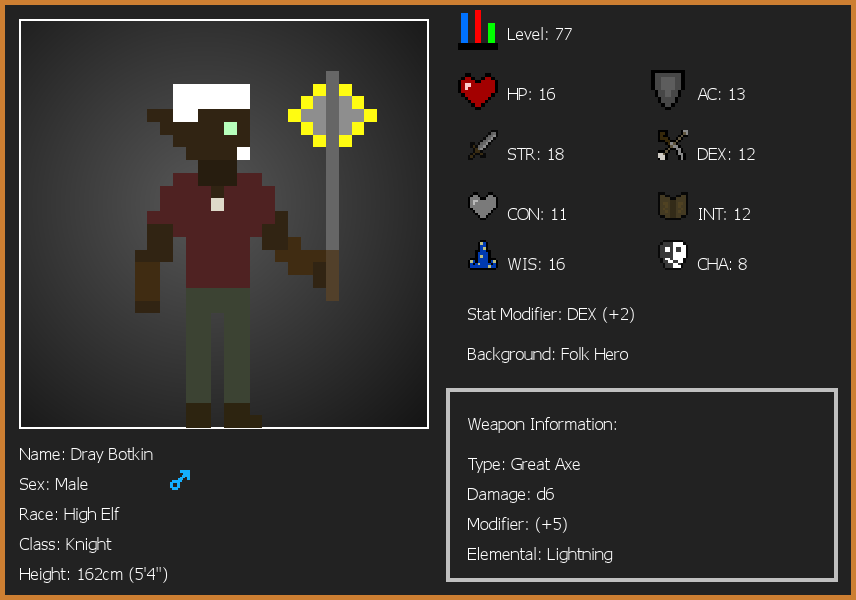 Level: 77
HP: 16
AC: 13
STR: 18
DEX: 12
CON: 11
INT: 12
WIS: 16
CHA: 8
Stat Modifier: DEX (+2)
Background: Folk Hero
Weapon Information:
Type: Great Axe
Damage: d6
Modifier: (+5)
Elemental: Lightning
Name: Dray Botkin
Sex: Male
Race: High Elf
Class: Knight
Height: 162cm (5'4")